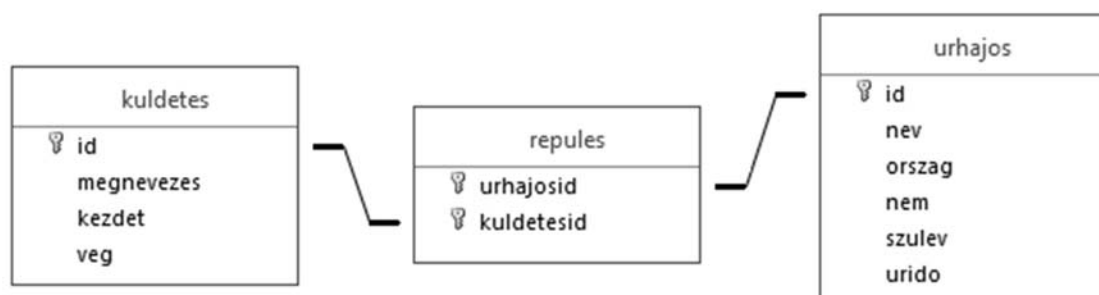 kuldetes
id
megnevezes
kezdet
veg
repules
urhajosid
kuldetesid
urhajos
id
nev
orszag
nem
szulev
urido